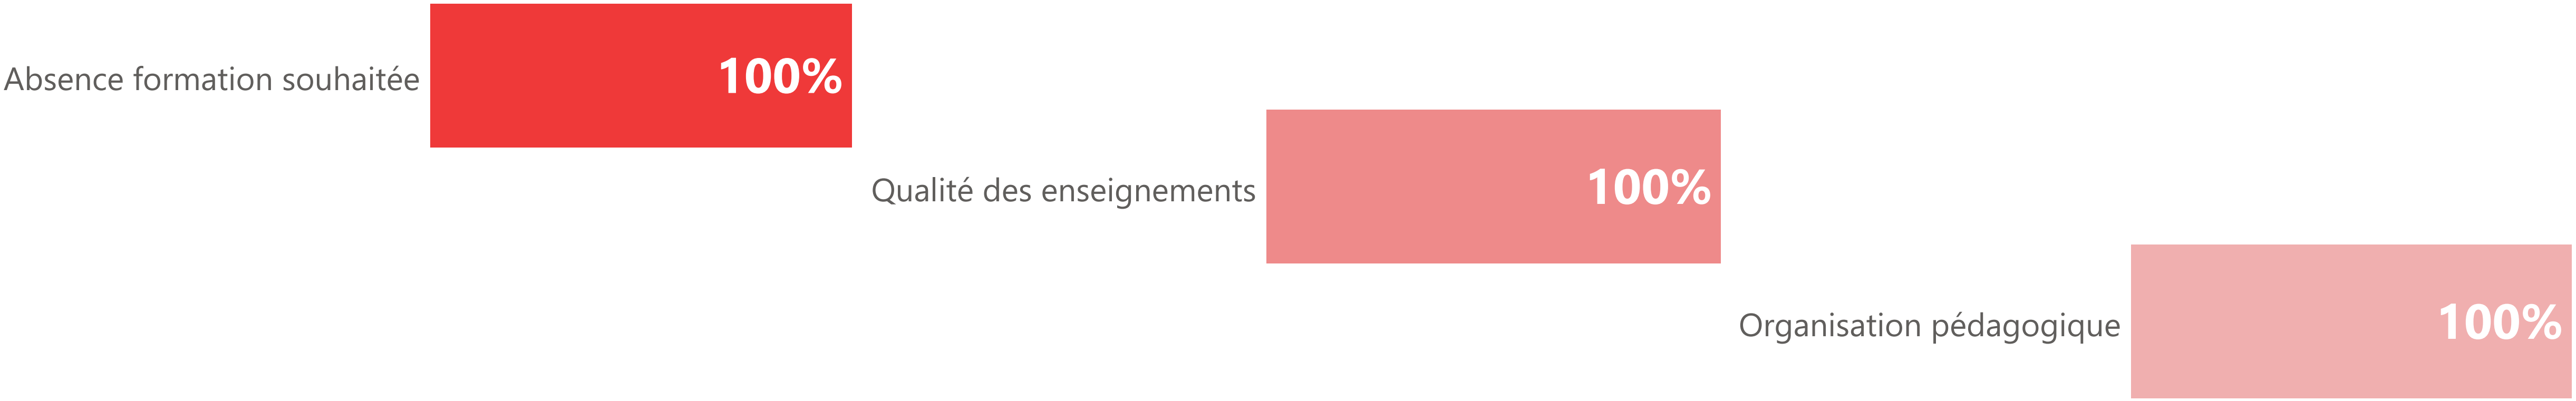 Absence formation souhaitée 100%
Qualité des enseignements 100%
Organisation pédagogique 100%